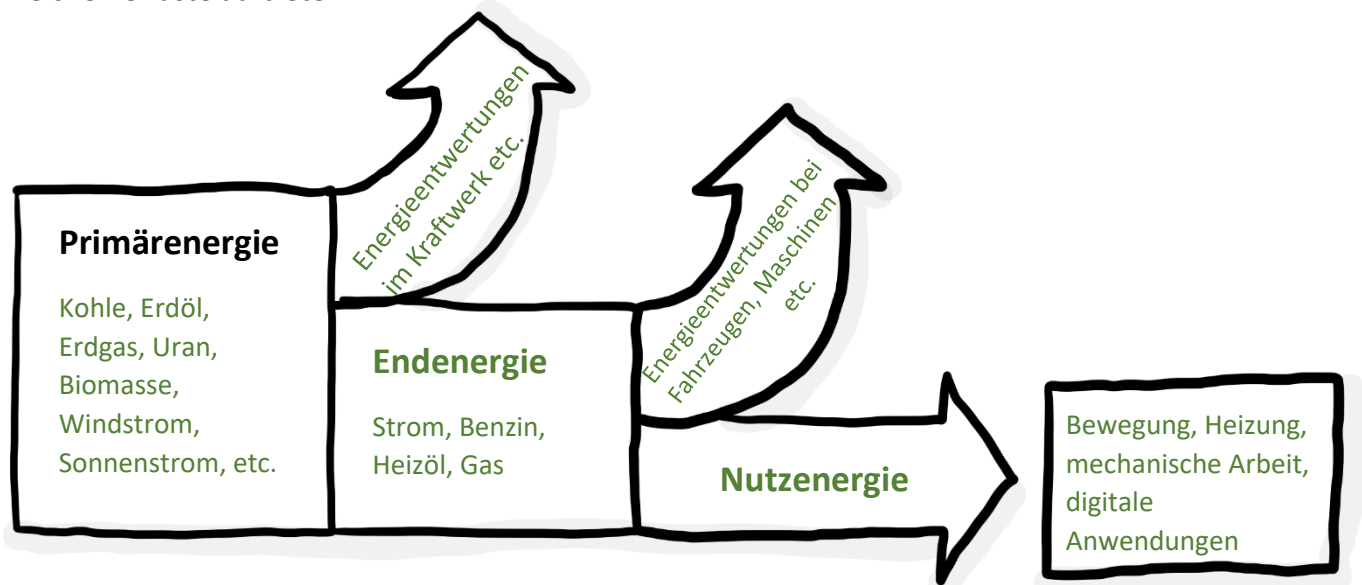 Energieentwertungen
im Kraftwerk etc.
Energieentwertungen bei
Fahrzeugen, Maschinen
etc.
Primärenergie
Kohle, Erdöl,
Erdgas, Uran,
Biomasse,
Windstrom,
Sonnenstrom, etc.
Endenergie
Strom, Benzin,
Heizöl, Gas
Nutzenergie
Bewegung, Heizung,
mechanische Arbeit,
digitale
Anwendungen